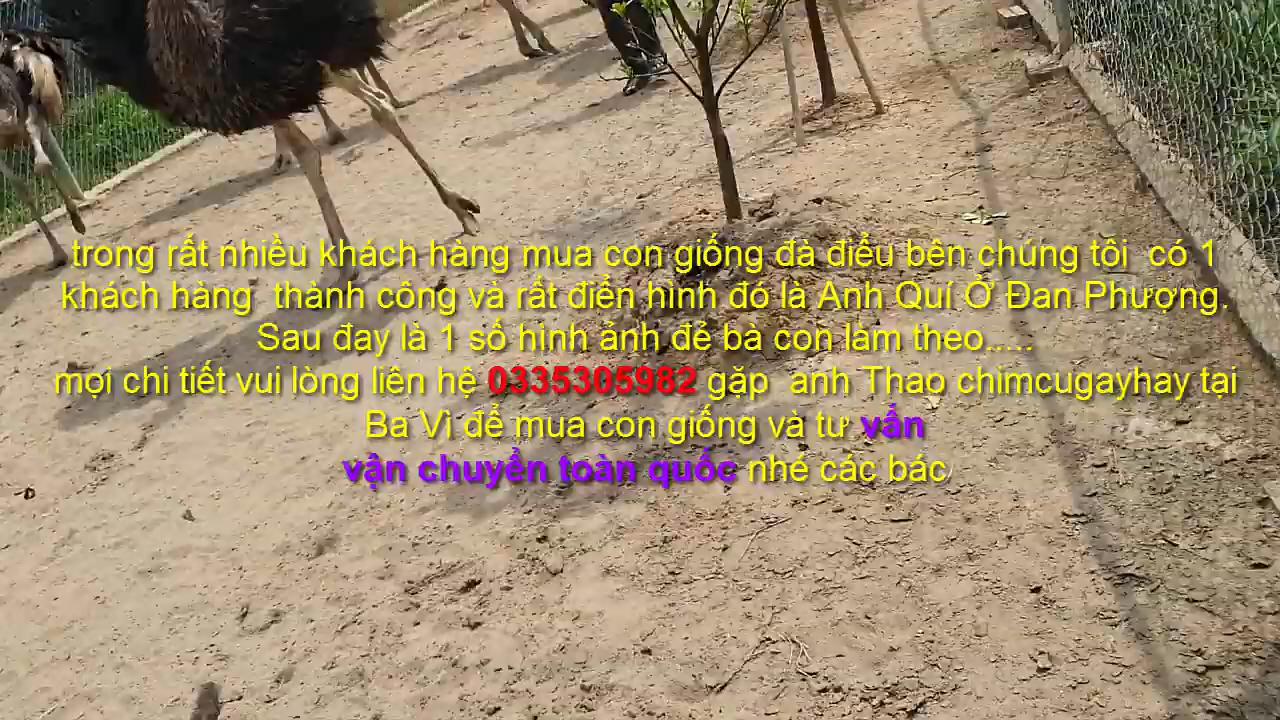 trong rất nhiều khách hàng mua con giống đà điểu bên chúng tôi có 1
khách hàng thành công và rất điển hình đó là Anh Quí Ở Đan Phượng.
Sau đay là 1 số hình ảnh đẻ bà con làm theo.....
mọi chi tiết vui lòng liên hệ 0335305982 gặp anh Thao chimcugayhay tại
Ba Vì để mua con giống và tư vấn
vận chuyển toàn quốc nhé các bác